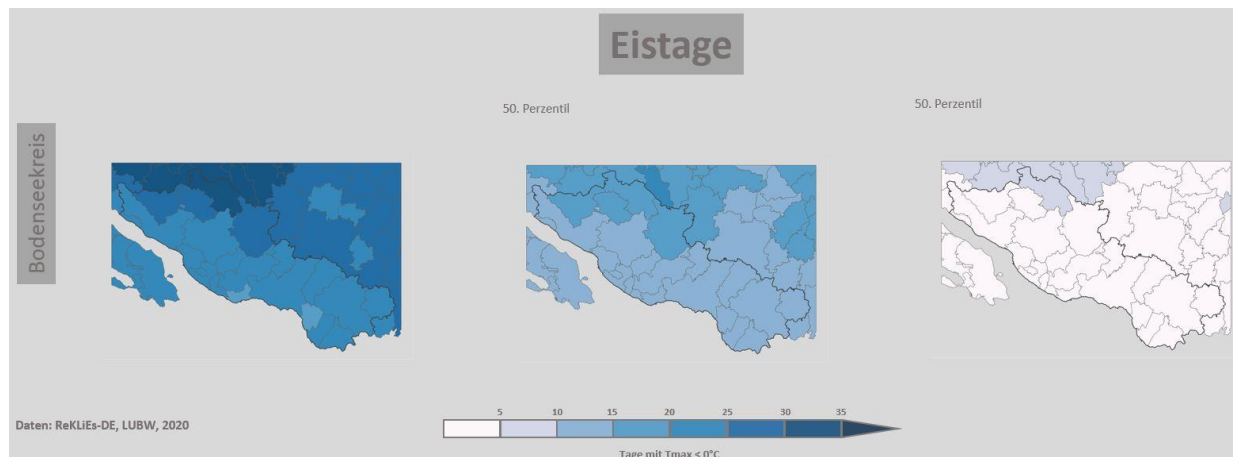 Eistage
50. Perzentil
50. Perzentil
Bodenseekreis
5 10 15 20 25 30 35
Daten: ReKLiEs-DE, LUBW, 2020
Tage mit Tmax < 0°C